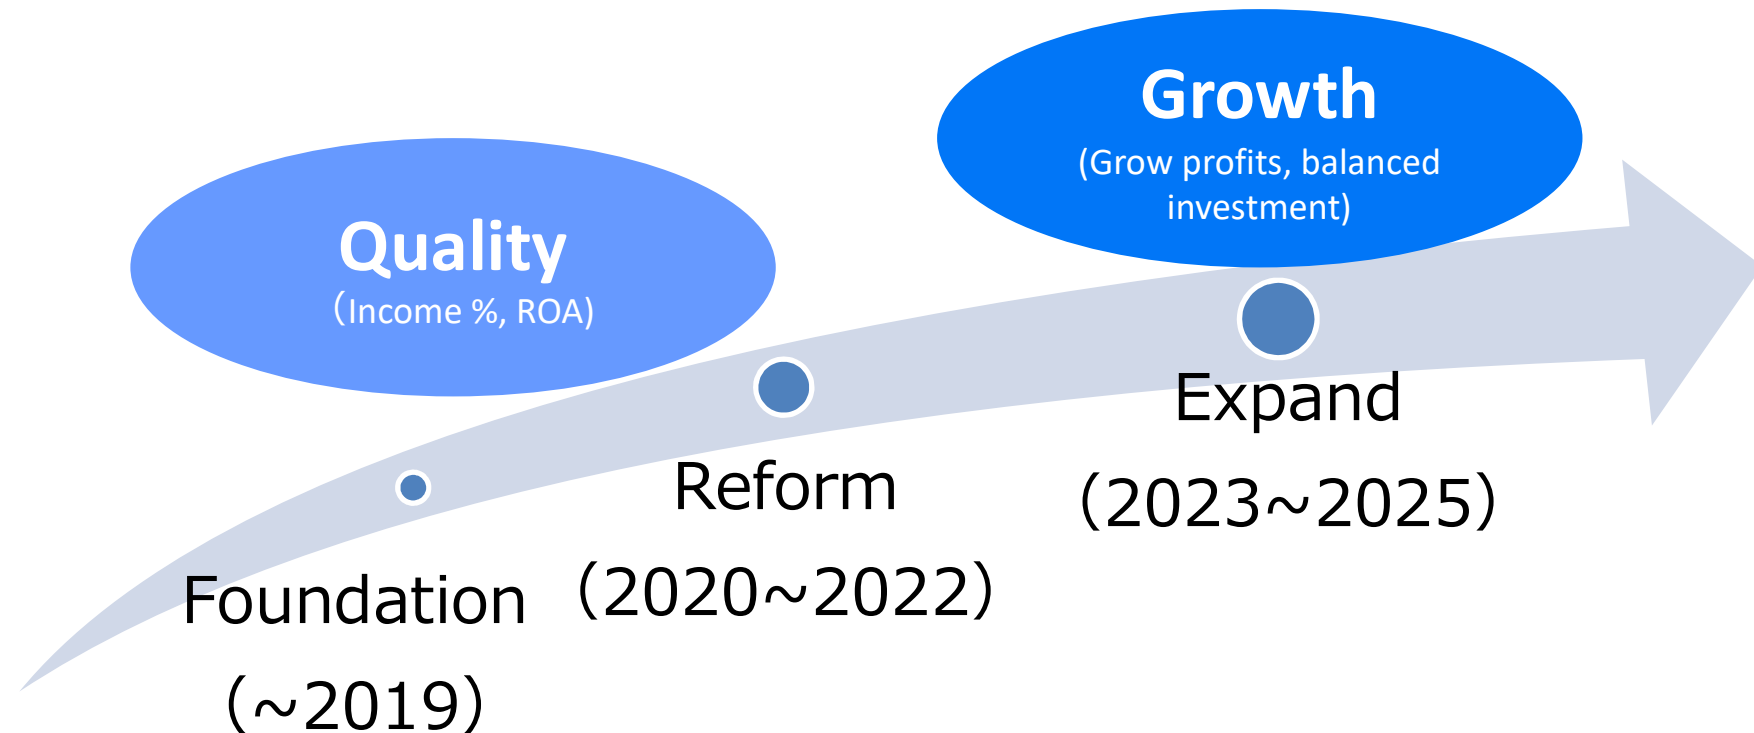 Quality
（Income %, ROA)
Growth
(Grow profits, balanced
investment)
Foundation
（~2019）
Reform
（2020~2022）
Expand
（2023~2025）